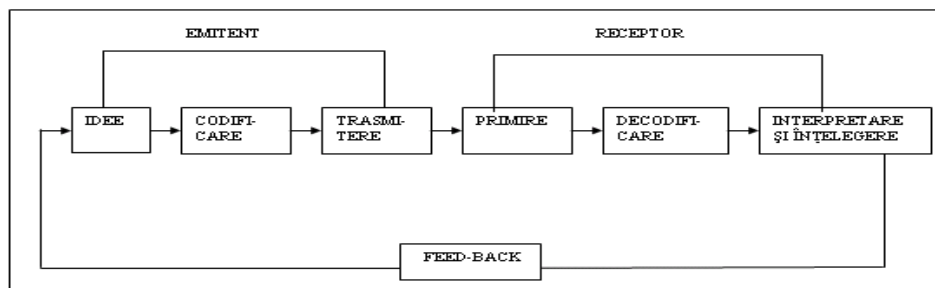 EMITENT
RECEPTOR
IDEE
CODIFI-
CARE
TRASMI-
TERE
PRIMIRE
DECODIFI-
CARE
INTERPRETARE
ŞI ÎNŢELEGERE
FEED-BACK